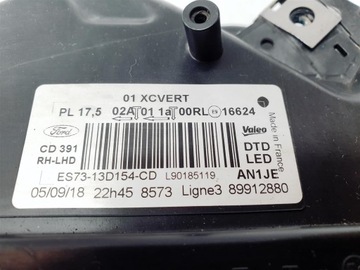 01 XCVERT
PL 17,5 02A 01 1a 00RL 16624
Ford
Valeo
Made in France
CD 391
RH-LHD
DTD
LED
ES73-13D154-CD L90185119 AN1JE
05/09/18 22h45 8573 Ligne3 89912880